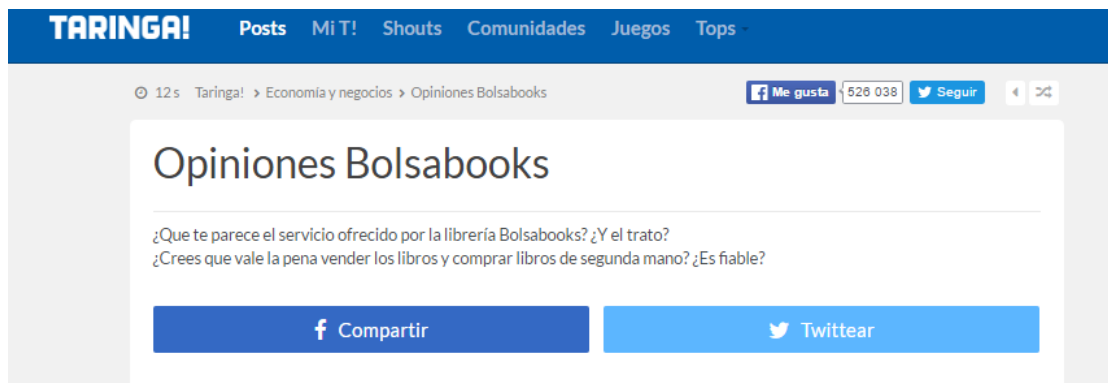 TARINGA! Posts Mi T! Shouts Comunidades Juegos Tops
12 s Taringa! > Economía y negocios > Opiniones Bolsabooks Me gusta 526 038 Seguir
Opiniones Bolsabooks
¿Que te parece el servicio ofrecido por la librería Bolsabooks? ¿Y el trato?
¿Crees que vale la pena vender los libros y comprar libros de segunda mano? ¿Es fiable?
Compartir Twittear